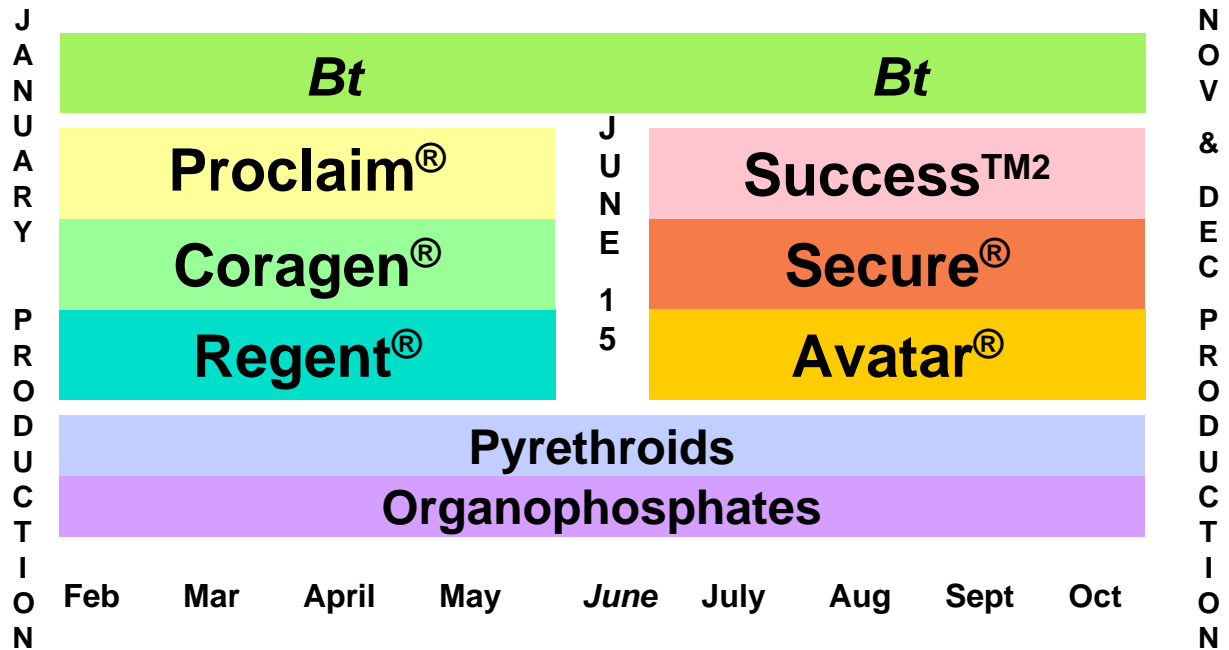 JANUARY PRODUCTION
Bt Bt
Proclaim® Success™2
Coragen® Secure®
Regent® Avatar®
JUNE 15
Pyrethroids
Organophosphates
Feb Mar April May June July Aug Sept Oct
NOV & DEC PRODUCTION